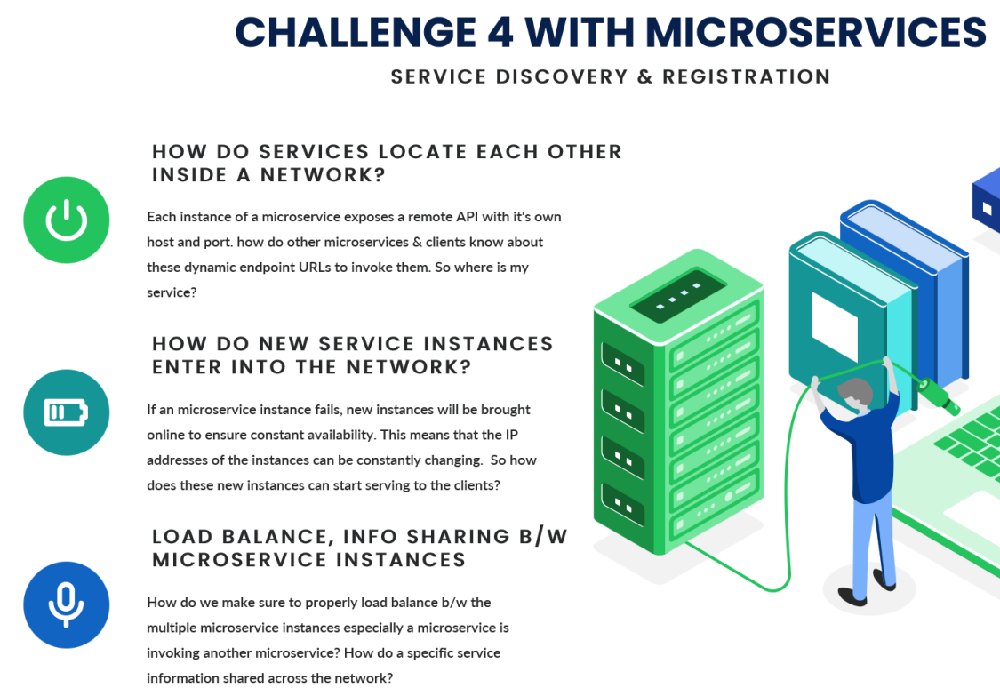 CHALLENGE 4 WITH MICROSERVICES
SERVICE DISCOVERY & REGISTRATION
HOW DO SERVICES LOCATE EACH OTHER
INSIDE A NETWORK?
Each instance of a microservice exposes a remote API with it's own
host and port. how do other microservices & clients know about
these dynamic endpoint URLs to invoke them. So where is my
service?
HOW DO NEW SERVICE INSTANCES
ENTER INTO THE NETWORK?
If an microservice instance fails, new instances will be brought
online to ensure constant availability. This means that the IP
addresses of the instances can be constantly changing.  So how
does these new instances can start serving to the clients?
LOAD BALANCE, INFO SHARING B/W
MICROSERVICE INSTANCES
How do we make sure to properly load balance b/w the
multiple microservice instances especially a microservice is
invoking another microservice? How do a specific service
information shared across the network?